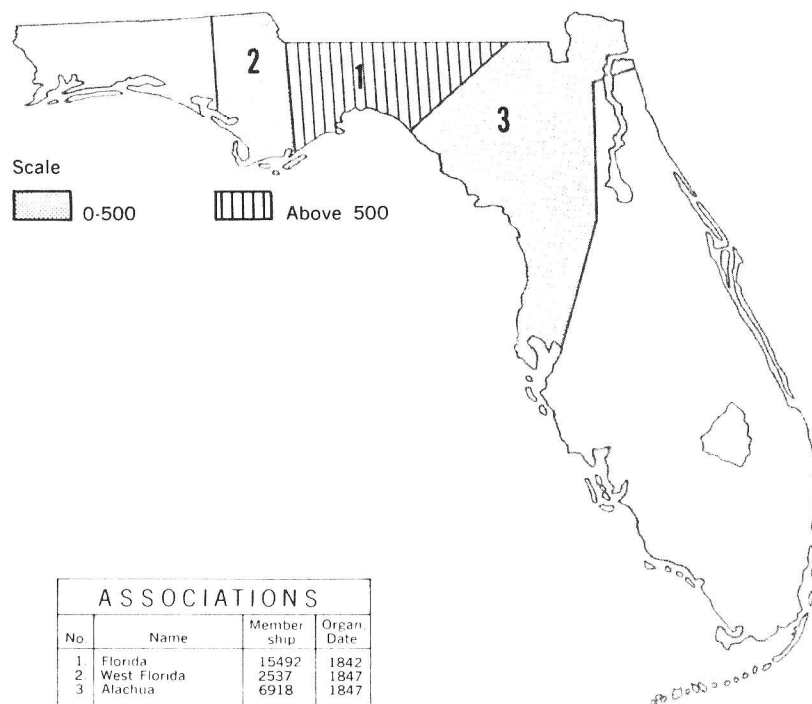 2
1
3
Scale
0-500
Above 500
ASSOCIATIONS
No. Name Member ship Organ. Date
1. Florida 15492 1842
2 West Florida 2537 1847
3 Alachua 6918 1847